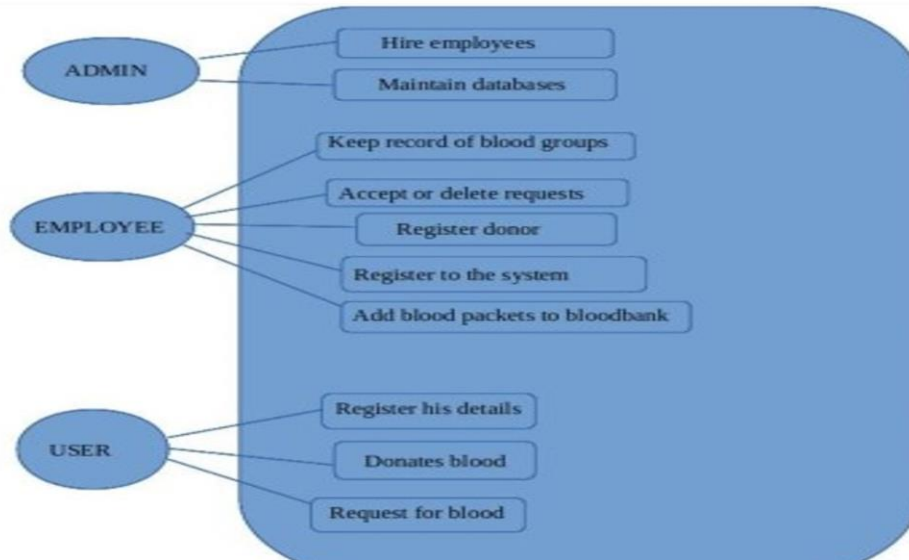 ADMIN
Hire employees
Maintain databases
EMPLOYEE
Keep record of blood groups
Accept or delete requests
Register donor
Register to the system
Add blood packets to bloodbank
USER
Register his details
Donates blood
Request for blood